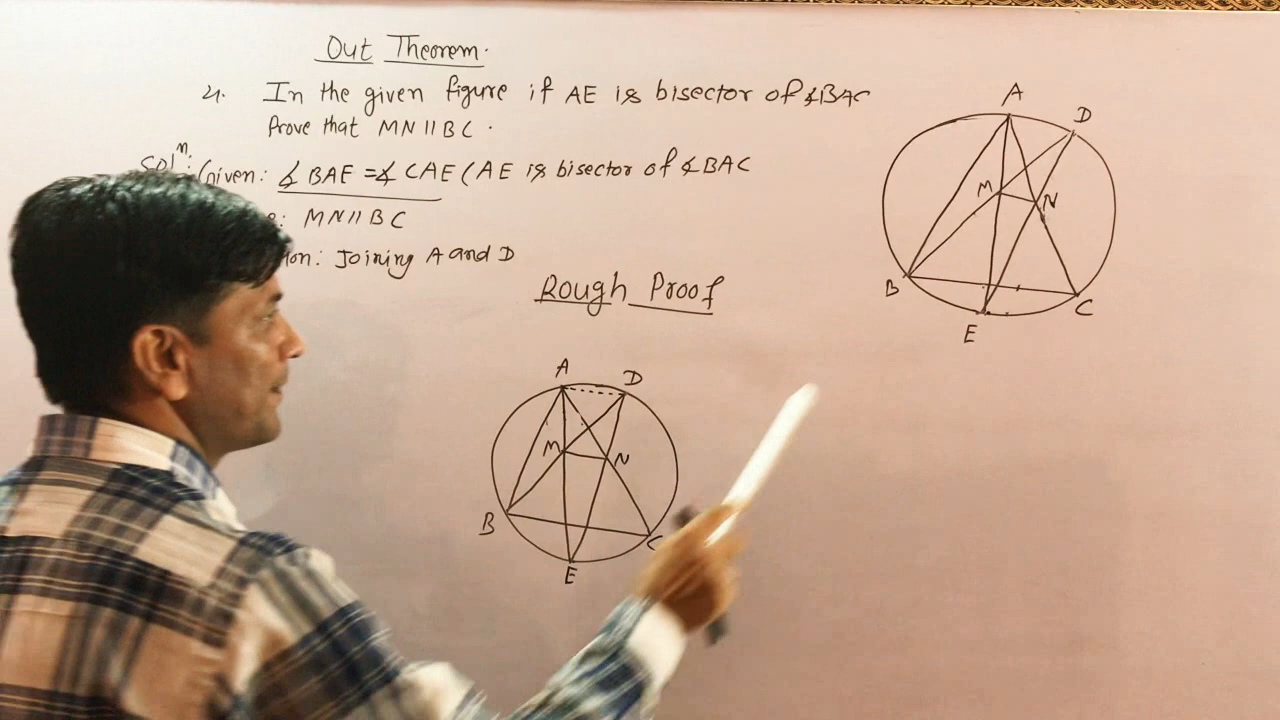 Out Theorem.
4. In the given figure if AE is bisector of ∡BAC
Prove that MN || BC.
Solⁿ: Given: ∡ BAE = ∡ CAE (AE is bisector of ∡BAC
MN // BC
Joining A and D
Rough Proof
A
D
M
N
B
C
E
A
D
M
N
B
C
E